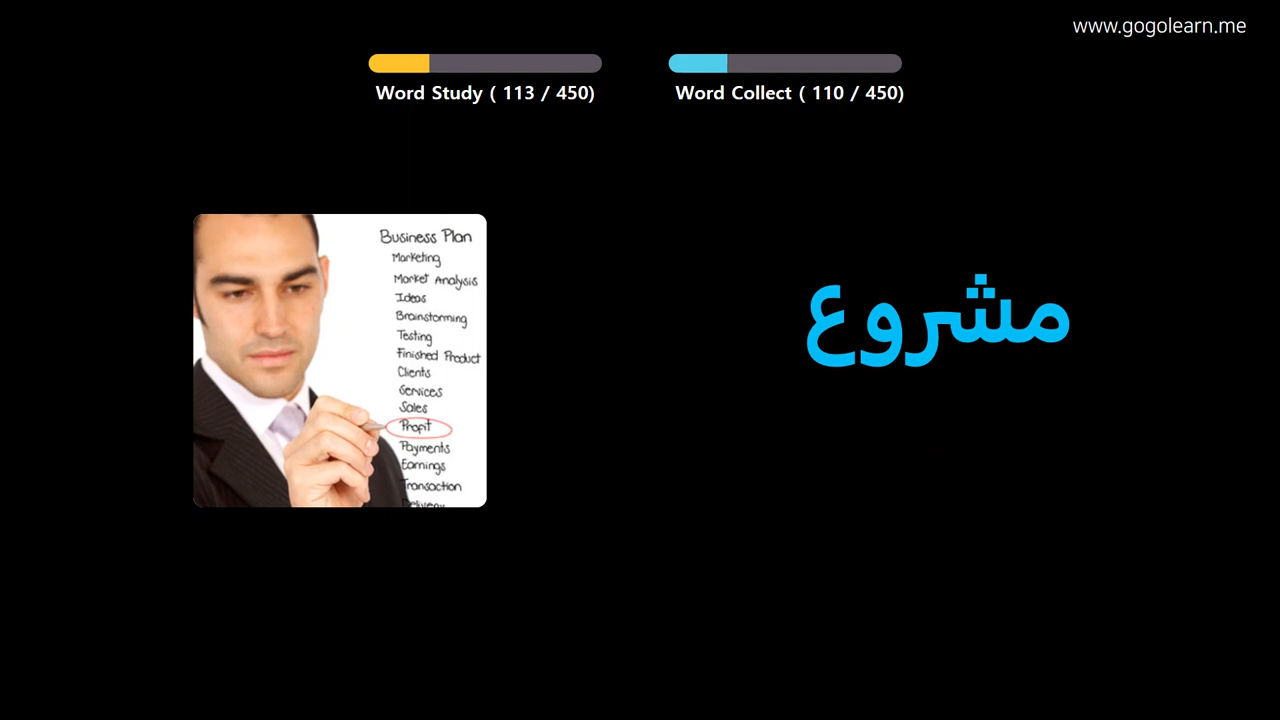 www.gogolearn.me
Word Study ( 113 / 450)
Word Collect ( 110 / 450)
Business Plan
Marketing
Market Analysis
Ideas
Brainstorming
Testing
Finished Product
Clients
Services
Sales
Profit
Payments
Earnings
Transaction
Delivery
مشروع